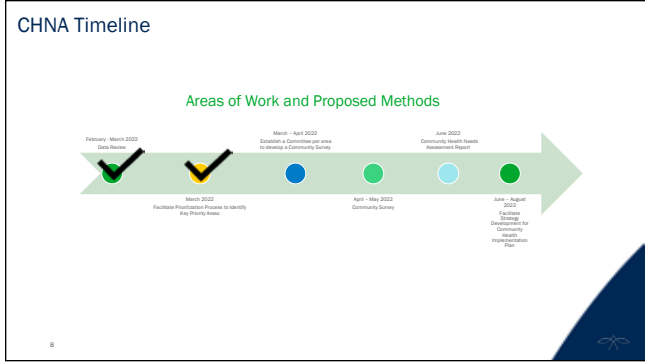 CHNA Timeline
Areas of Work and Proposed Methods
February - March 2022
Data Review
March 2022
Facilitate Prioritization Process to Identify
Key Priority Areas
March – April 2022
Establish a Committee per area
to develop a Community Survey
April – May 2022
Community Survey
June 2022
Community Health Needs
Assessment Report
June – August
2022
Facilitate
Strategy
Development for
Community
Health
Implementation
Plan
8